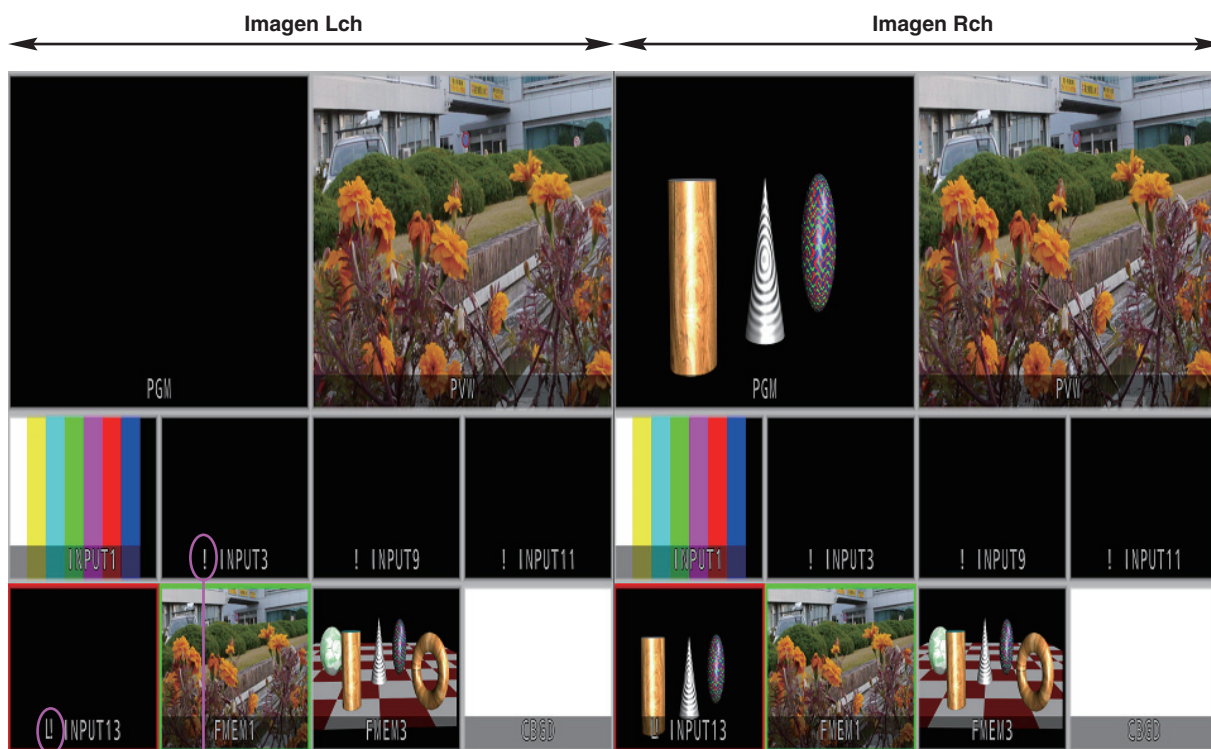 Imagen Lch Imagen Rch
PGM PVW PGM PVW
INPUT1 ! INPUT3 ! INPUT9 ! INPUT11 INPUT1 ! INPUT3 ! INPUT9 ! INPUT11
L! INPUT13 FMEM1 FMEM3 CBGD L! INPUT13 FMEM1 FMEM3 CBGD